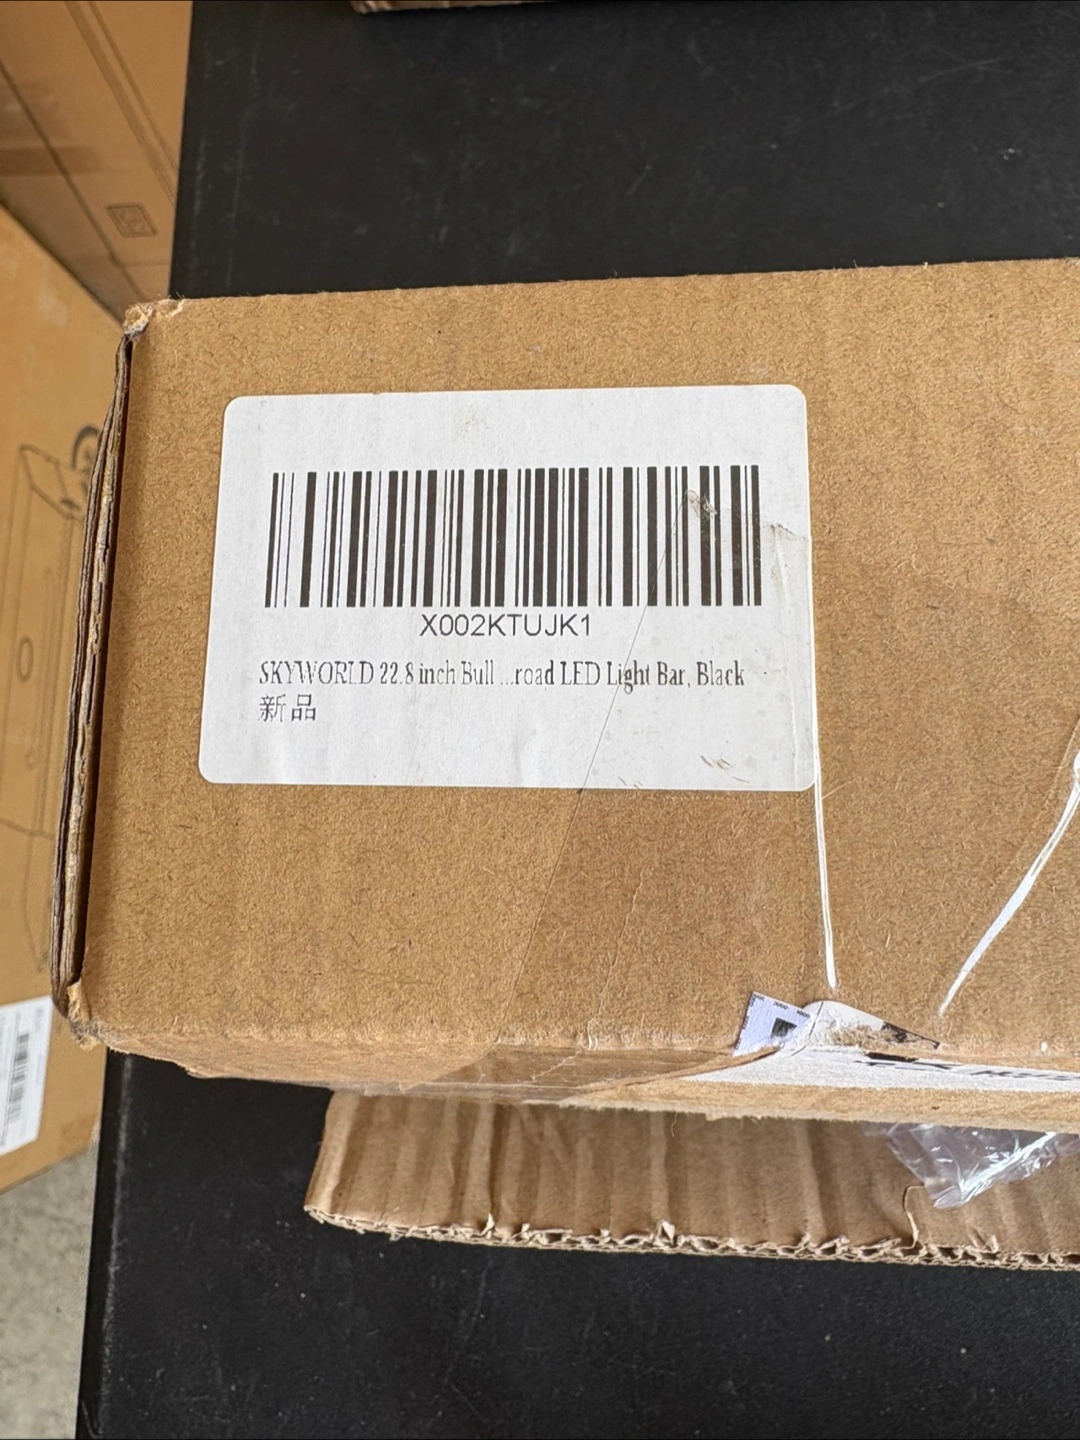 X002KTUJK1
SKYWORLD 22.8 inch Bull ...road LED Light Bar, Black
新品